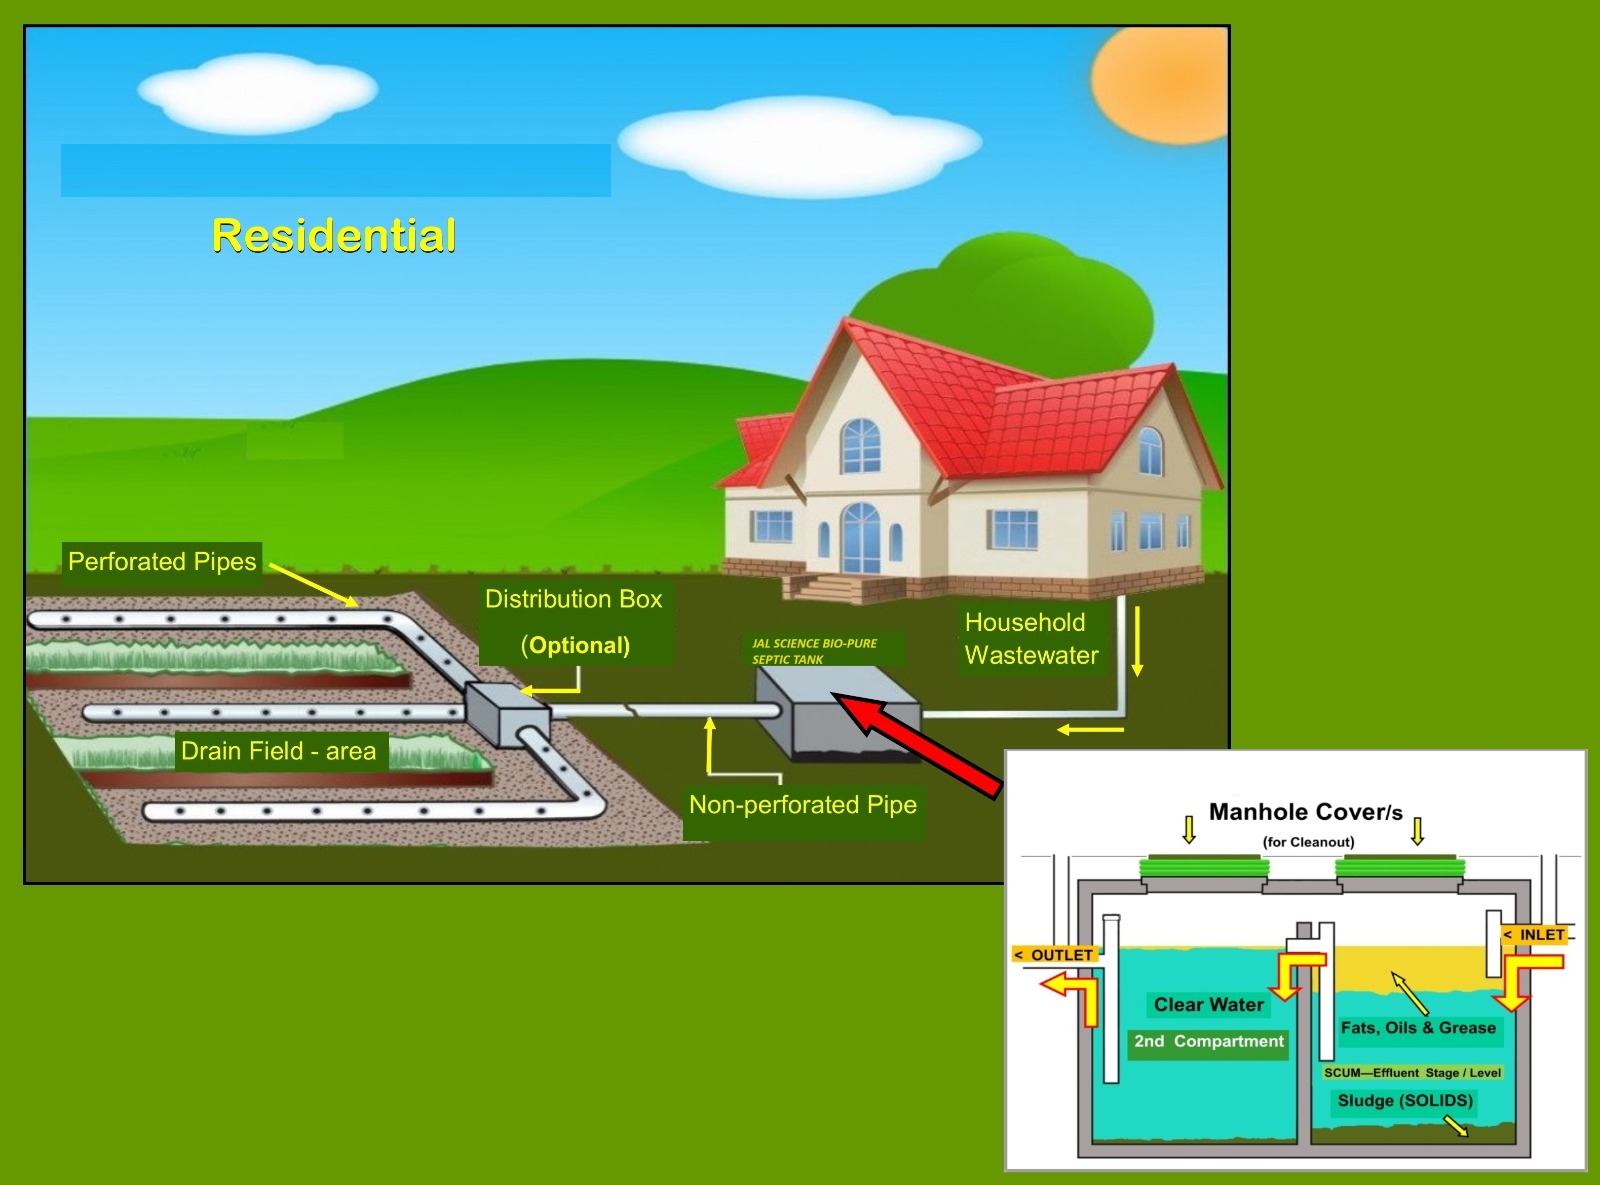 Residential
Perforated Pipes
Distribution Box
(Optional)
JAL SCIENCE BIO-PURE
SEPTIC TANK
Household
Wastewater
Drain Field - area
Non-perforated Pipe
Manhole Cover/s
(for Cleanout)
< OUTLET
< INLET
Clear Water
2nd Compartment
Fats, Oils & Grease
SCUM—Effluent Stage / Level
Sludge (SOLIDS)